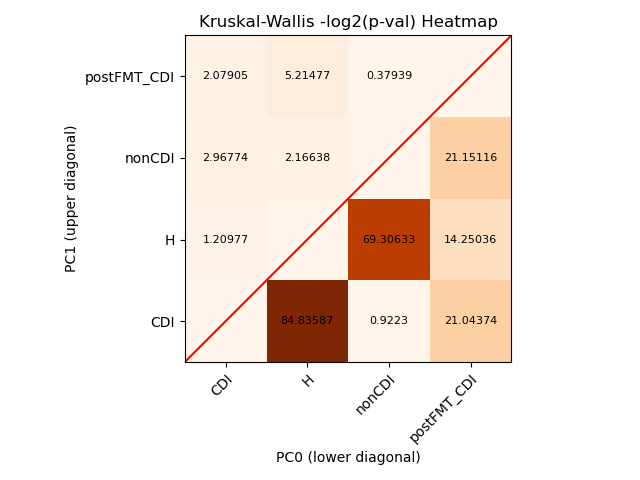 Kruskal-Wallis -log2(p-val) Heatmap
PC1 (upper diagonal)
postFMT_CDI 2.07905 5.21477 0.37939
nonCDI 2.96774 2.16638 21.15116
H 1.20977 69.30633 14.25036
CDI 84.83587 0.9223 21.04374
CDI H nonCDI postFMT_CDI
PC0 (lower diagonal)